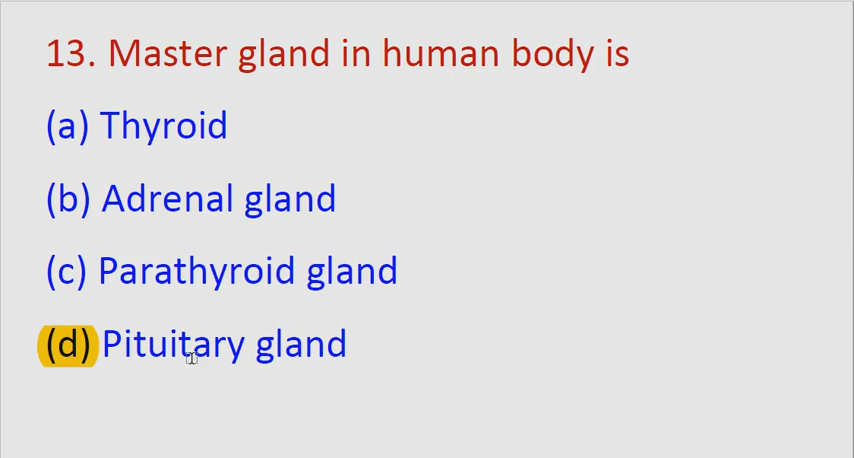 13. Master gland in human body is
(a) Thyroid
(b) Adrenal gland
(c) Parathyroid gland
(d) Pituitary gland